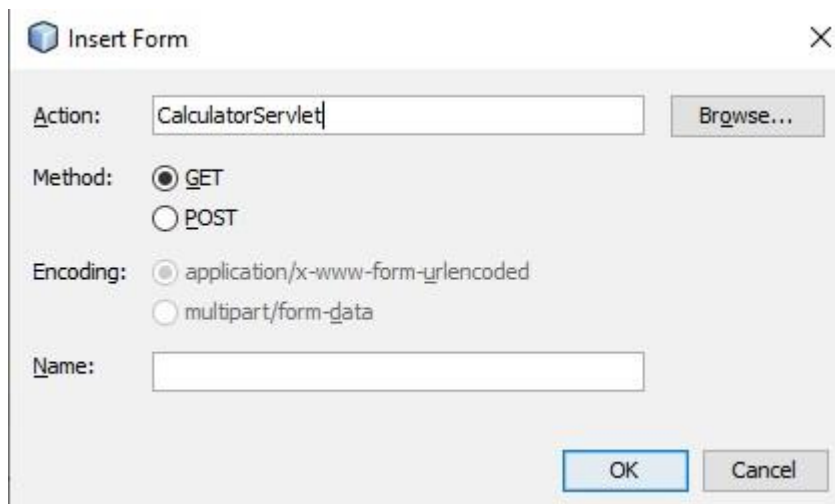 Insert Form
Action: CalculatorServlet Browse...
Method: GET
POST
Encoding: application/x-www-form-urlencoded
multipart/form-data
Name:
OK Cancel